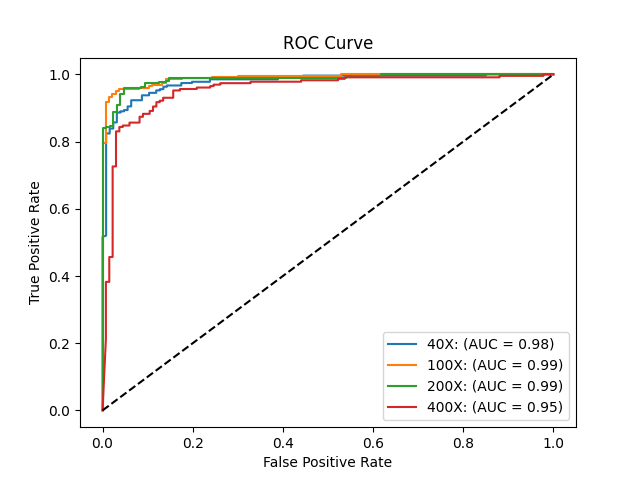 ROC Curve
True Positive Rate
1.0
0.8
0.6
0.4
0.2
0.0
0.0 0.2 0.4 0.6 0.8 1.0
False Positive Rate
40X: (AUC = 0.98)
100X: (AUC = 0.99)
200X: (AUC = 0.99)
400X: (AUC = 0.95)